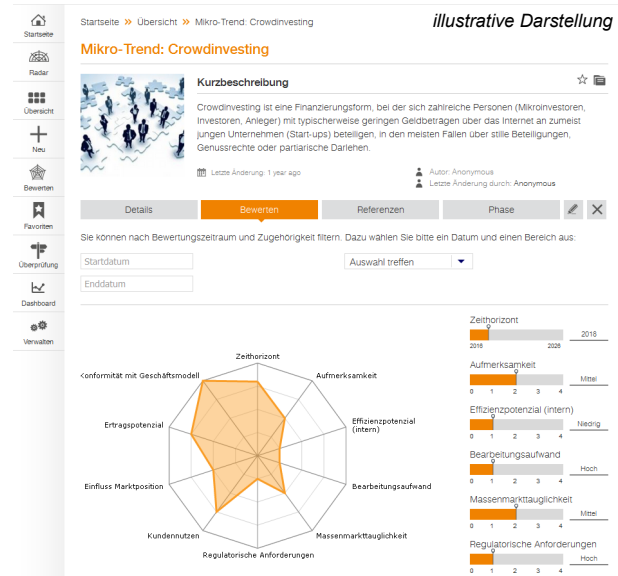 Startseite » Übersicht » Mikro-Trend: Crowdinvesting
illustrative Darstellung
Startseite
Radar
Übersicht
Neu
Bewerten
Favoriten
Überprüfung
Dashboard
Verwalten
Mikro-Trend: Crowdinvesting
Kurzbeschreibung
Crowdinvesting ist eine Finanzierungsform, bei der sich zahlreiche Personen (Mikroinvestoren,
Investoren, Anleger) mit typischerweise geringen Geldbeträgen über das Internet an zumeist
jungen Unternehmen (Start-ups) beteiligen, in den meisten Fällen über stille Beteiligungen,
Genussrechte oder partiarische Darlehen.
Letzte Änderung: 1 year ago
Autor: Anonymous
Letzte Änderung durch: Anonymous
Details
Bewerten
Referenzen
Phase
Sie können nach Bewertungszeitraum und Zugehörigkeit filtern. Dazu wählen Sie bitte ein Datum und einen Bereich aus:
Startdatum
Auswahl treffen
Enddatum
Zeithorizont
Aufmerksamkeit
Effizienzpotenzial
(intern)
Bearbeitungsaufwand
Massenmarkttauglichkeit
Regulatorische Anforderungen
Kundennutzen
Einfluss Marktposition
Ertragspotenzial
Konformität mit Geschäftsmodell
Zeithorizont
2016 2026
2018
Aufmerksamkeit
0 1 2 3 4
Mittel
Effizienzpotenzial (intern)
0 1 2 3 4
Niedrig
Bearbeitungsaufwand
0 1 2 3 4
Hoch
Massenmarkttauglichkeit
0 1 2 3 4
Mittel
Regulatorische Anforderungen
0 1 2 3 4
Hoch